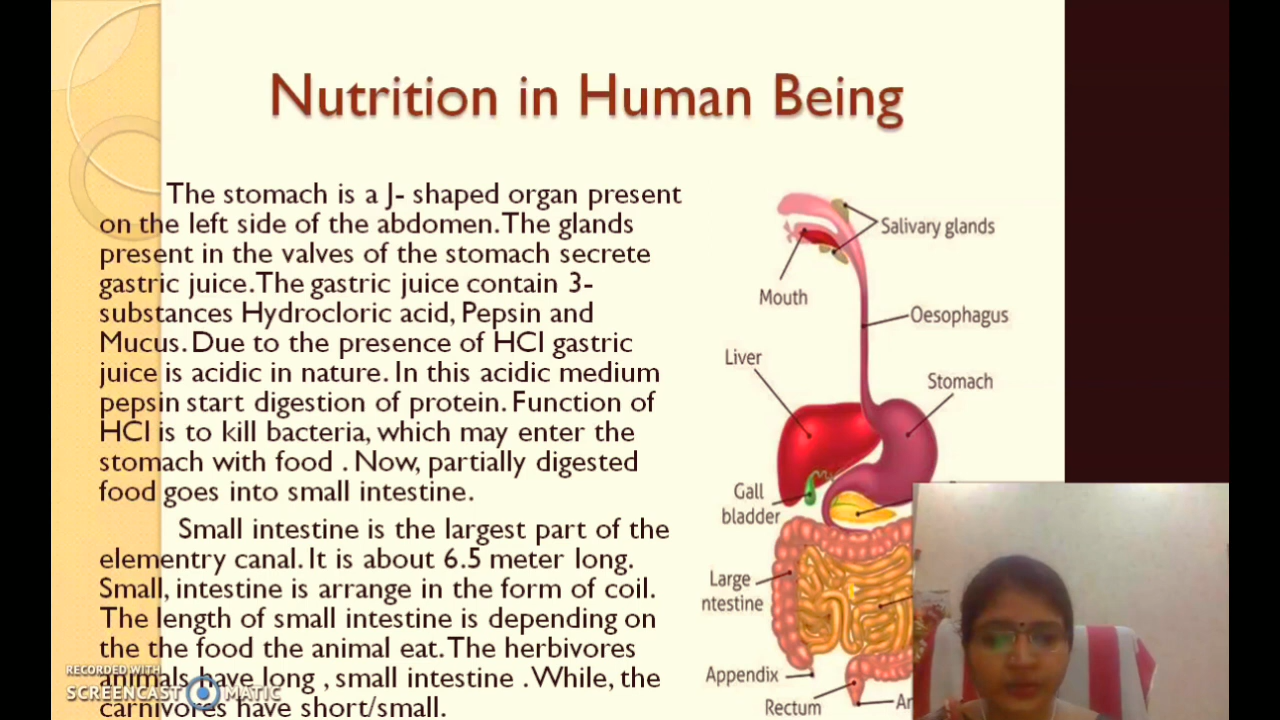 Nutrition in Human Being
The stomach is a J- shaped organ present
on the left side of the abdomen. The glands
present in the valves of the stomach secrete
gastric juice. The gastric juice contain 3-
substances Hydrocloric acid, Pepsin and
Mucus. Due to the presence of HCl gastric
juice is acidic in nature. In this acidic medium
pepsin start digestion of protein. Function of
HCl is to kill bacteria, which may enter the
stomach with food . Now, partially digested
food goes into small intestine.
Small intestine is the largest part of the
elementry canal. It is about 6.5 meter long.
Small, intestine is arrange in the form of coil.
The length of small intestine is depending on
the the food the animal eat. The herbivores
animals have long , small intestine . While, the
carnivores have short/small.
Salivary glands
Mouth
Oesophagus
Liver
Stomach
Gall
bladder
Large
ntestine
Appendix
Rectum
RECORDED WITH
SCREENCAST MATIC